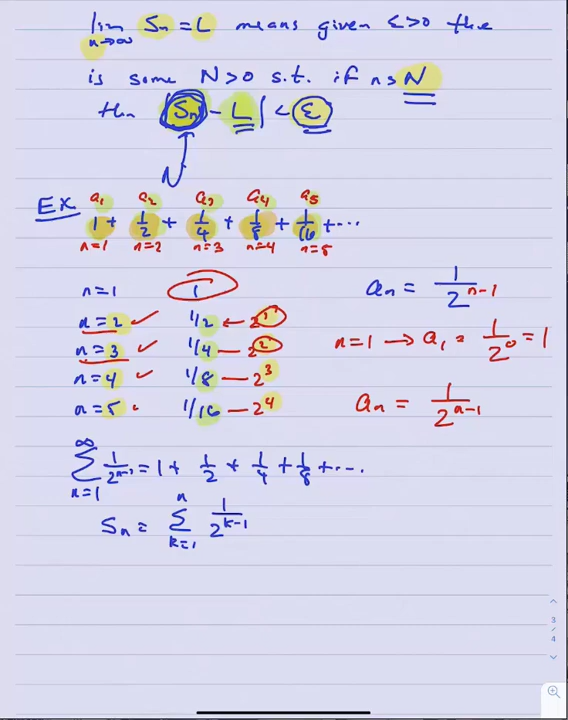 lim n→∞ Sn = L means given ε>0 the
is some N>0 s.t. if n≥N
then |Sn - L| < ε
N
EX a1 a2 a3 a4 a5
1 + 1/2 + 1/4 + 1/8 + 1/16 + ...
n=1 n=2 n=3 n=4 n=5
n=1 1
n=2 ✓ 1/2 ← 2^1
n=3 ✓ 1/4 — 2^2
n=4 ✓ 1/8 — 2^3
n=5 1/16 — 2^4
an = 1/2^(n-1)
n=1 → a1 = 1/2^0 = 1
an = 1/2^(n-1)
∞ Σ n=1 1/2^(n-1) = 1 + 1/2 + 1/4 + 1/8 + ...
Sn = n Σ k=1 1/2^(k-1)
3
/
4